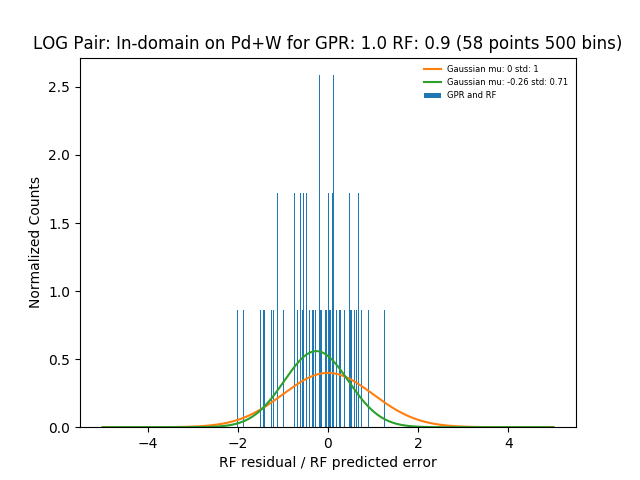 LOG Pair: In-domain on Pd+W for GPR: 1.0 RF: 0.9 (58 points 500 bins)
Gaussian mu: 0 std: 1
Gaussian mu: -0.26 std: 0.71
GPR and RF
2.5
2.0
1.5
1.0
0.5
0.0
Normalized Counts
−4
−2
0
2
4
RF residual / RF predicted error